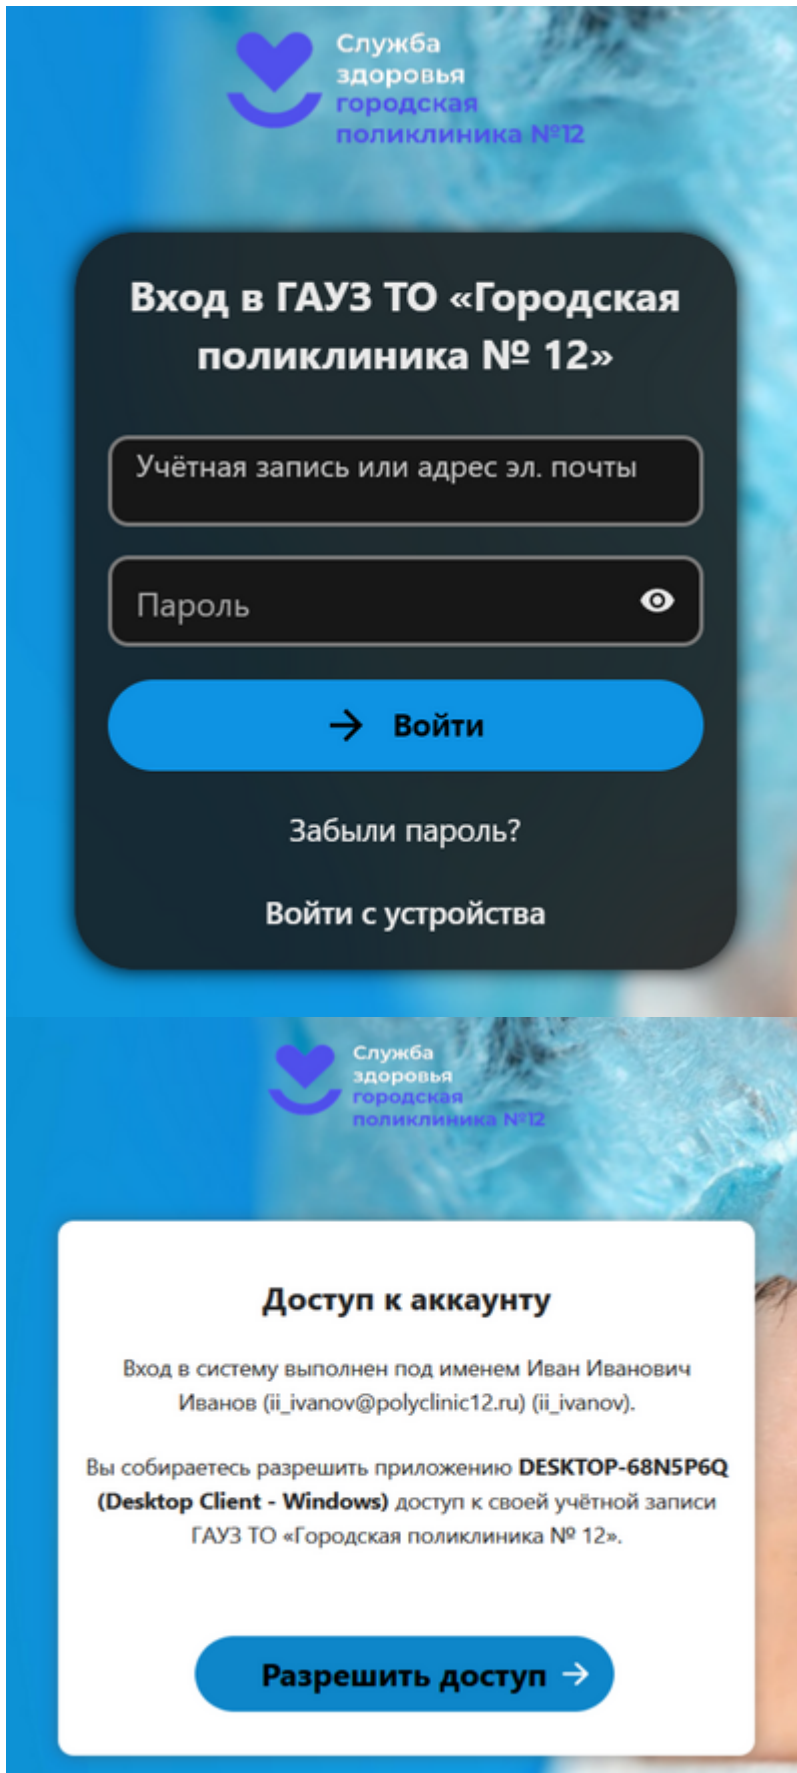 Служба
здоровья
городская
поликлиника №12
Вход в ГАУЗ ТО «Городская
поликлиника № 12»
Учётная запись или адрес эл. почты
Пароль
Войти
Забыли пароль?
Войти с устройства
Служба
здоровья
городская
поликлиника №12
Доступ к аккаунту
Вход в систему выполнен под именем Иван Иванович
Иванов (ii_ivanov@polyclinic12.ru) (ii_ivanov).
Вы собираетесь разрешить приложению DESKTOP-68N5P6Q
(Desktop Client - Windows) доступ к своей учётной записи
ГАУЗ ТО «Городская поликлиника № 12».
Разрешить доступ